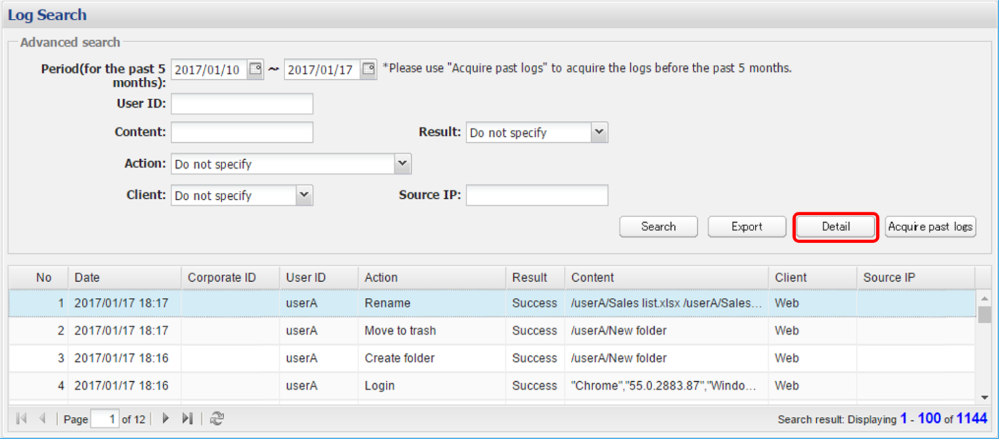 Log Search
Advanced search
Period(for the past 5 months): 2017/01/10 ~ 2017/01/17 *Please use "Acquire past logs" to acquire the logs before the past 5 months.
User ID:
Content: Result: Do not specify
Action: Do not specify
Client: Do not specify Source IP:
Search Export Detail Acquire past logs
No Date Corporate ID User ID Action Result Content Client Source IP
1 2017/01/17 18:17 userA Rename Success /userA/Sales list.xlsx /userA/Sales... Web
2 2017/01/17 18:17 userA Move to trash Success /userA/New folder Web
3 2017/01/17 18:16 userA Create folder Success /userA/New folder Web
4 2017/01/17 18:16 userA Login Success "Chrome","55.0.2883.87","Windo... Web
Page 1 of 12 Search result: Displaying 1 - 100 of 1144